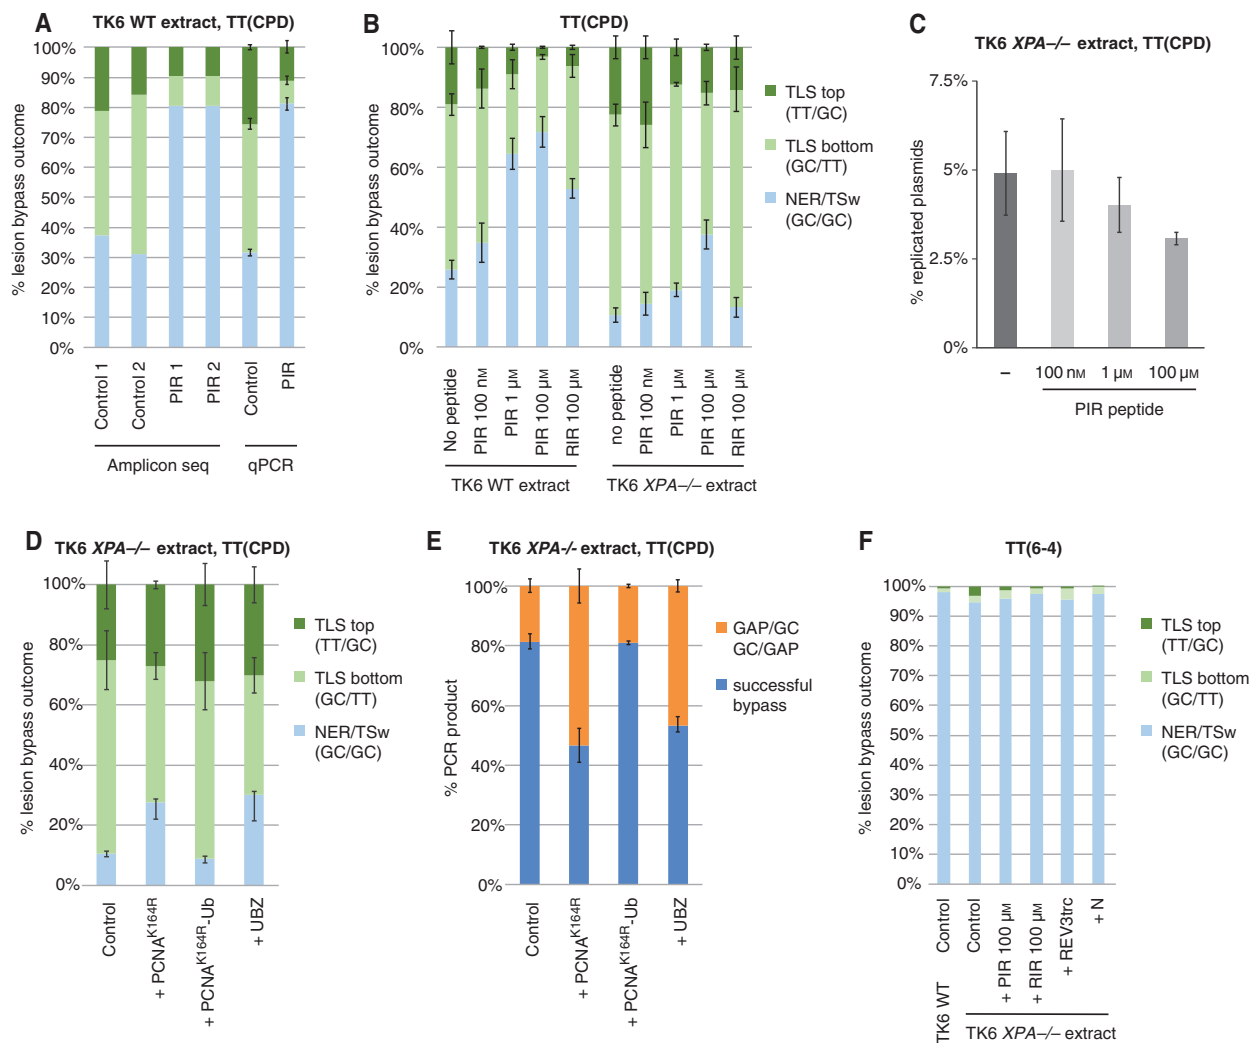 A
TK6 WT extract, TT(CPD)
% lesion bypass outcome
100%
90%
80%
70%
60%
50%
40%
30%
20%
10%
0%
Control 1
Control 2
PIR 1
PIR 2
Control
PIR
Amplicon seq
qPCR
B
TT(CPD)
% lesion bypass outcome
100%
80%
60%
40%
20%
0%
No peptide
PIR 100 nM
PIR 1 µM
PIR 100 µM
RIR 100 µM
no peptide
PIR 100 nM
PIR 1 µM
PIR 100 µM
RIR 100 µM
TK6 WT extract
TK6 XPA–/– extract
TLS top
(TT/GC)
TLS bottom
(GC/TT)
NER/TSw
(GC/GC)
C
TK6 XPA–/– extract, TT(CPD)
% replicated plasmids
7.5%
5%
2.5%
0%
–
100 nM
1 µM
100 µM
PIR peptide
D
TK6 XPA–/– extract, TT(CPD)
% lesion bypass outcome
100%
80%
60%
40%
20%
0%
Control
+ PCNAK164R
+ PCNAK164R-Ub
+ UBZ
TLS top
(TT/GC)
TLS bottom
(GC/TT)
NER/TSw
(GC/GC)
E
TK6 XPA-/- extract, TT(CPD)
% PCR product
100%
80%
60%
40%
20%
0%
Control
+ PCNAK164R
+ PCNAK164R-Ub
+ UBZ
GAP/GC
GC/GAP
successful
bypass
F
TT(6-4)
% lesion bypass outcome
100%
90%
80%
70%
60%
50%
40%
30%
20%
10%
0%
Control
Control
+ PIR 100 µM
+ RIR 100 µM
+ REV3trc
+ N
TK6 WT
TK6 XPA–/– extract
TLS top
(TT/GC)
TLS bottom
(GC/TT)
NER/TSw
(GC/GC)